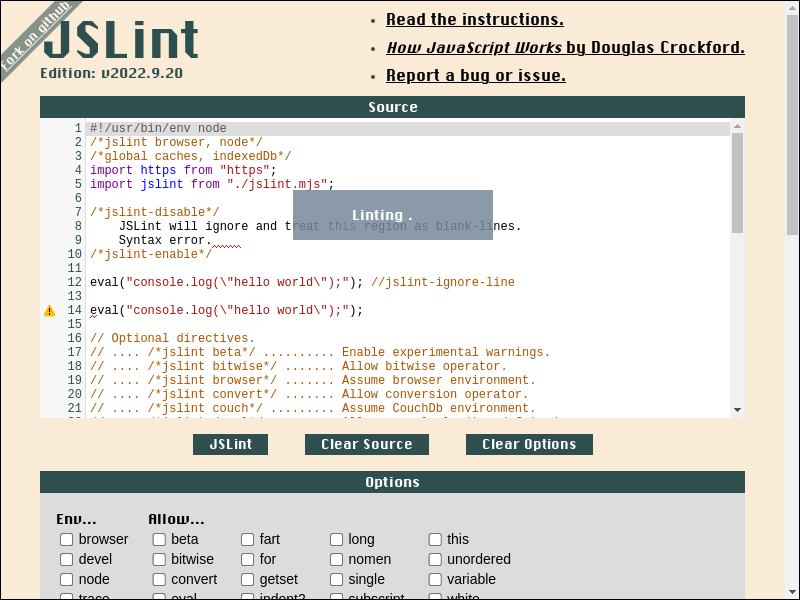 Fork on github
JSLint
Edition: v2022.9.20
Read the instructions.
How JavaScript Works by Douglas Crockford.
Report a bug or issue.
Source
1 #!/usr/bin/env node
2 /*jslint browser, node*/
3 /*global caches, indexedDb*/
4 import https from "https";
5 import jslint from "./jslint.mjs";
6
7 /*jslint-disable*/
8 JSLint will ignore and treat this region as blank-lines.
9 Syntax error.
10 /*jslint-enable*/
11
12 eval("console.log(\"hello world\");"); //jslint-ignore-line
13
14 eval("console.log(\"hello world\");");
15
16 // Optional directives.
17 // .... /*jslint beta*/ .......... Enable experimental warnings.
18 // .... /*jslint bitwise*/ ....... Allow bitwise operator.
19 // .... /*jslint browser*/ ....... Assume browser environment.
20 // .... /*jslint convert*/ ....... Allow conversion operator.
21 // .... /*jslint couch*/ ......... Assume CouchDb environment.
Linting .
JSLint Clear Source Clear Options
Options
Env... Allow...
browser beta fart long this
devel bitwise for nomen unordered
node convert getset single variable
trace eval indent2 subscript white